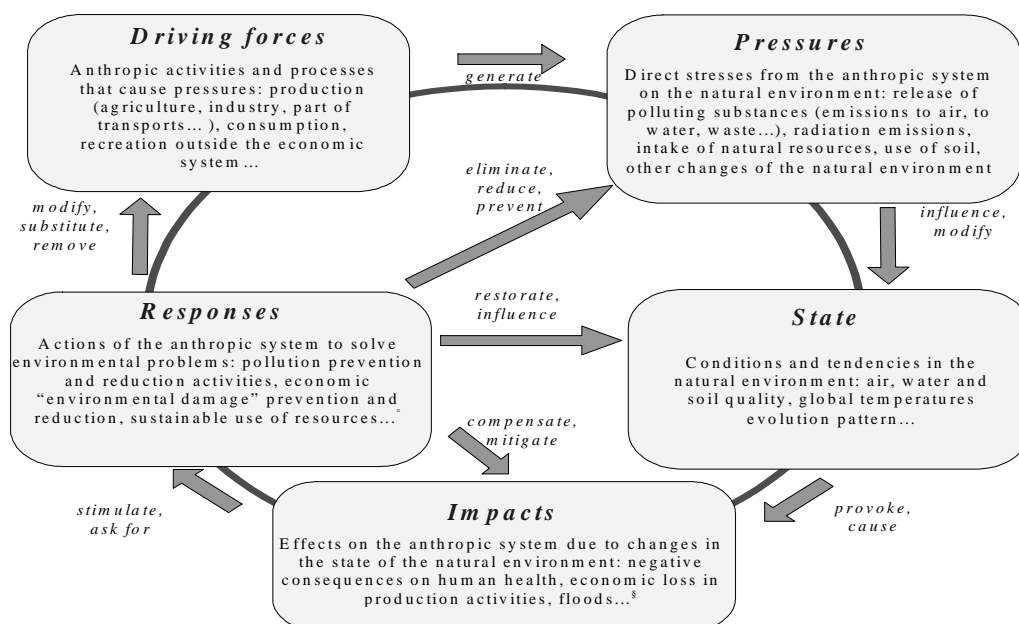 Driving forces
Anthropic activities and processes
that cause pressures: production
(agriculture, industry, part of
transports... ), consumption,
recreation outside the economic
system ...
generate
Pressures
Direct stresses from the anthropic system
on the natural environment: release of
polluting substances (emissions to air, to
water, waste...), radiation emissions,
intake of natural resources, use of soil,
other changes of the natural environment
modify,
substitute,
remove
eliminate,
reduce,
prevent
influence,
modify
Responses
Actions of the anthropic system to solve
environmental problems: pollution prevention
and reduction activities, economic
“environmental damage” prevention and
reduction, sustainable use of resources...°
restorate,
influence
State
Conditions and tendencies in the
natural environment: air, water and
soil quality, global temperatures
evolution pattern...
compensate,
mitigate
stimulate,
ask for
provoke,
cause
Impacts
Effects on the anthropic system due to changes in
the state of the natural environment: negative
consequences on human health, economic loss in
production activities, floods...§